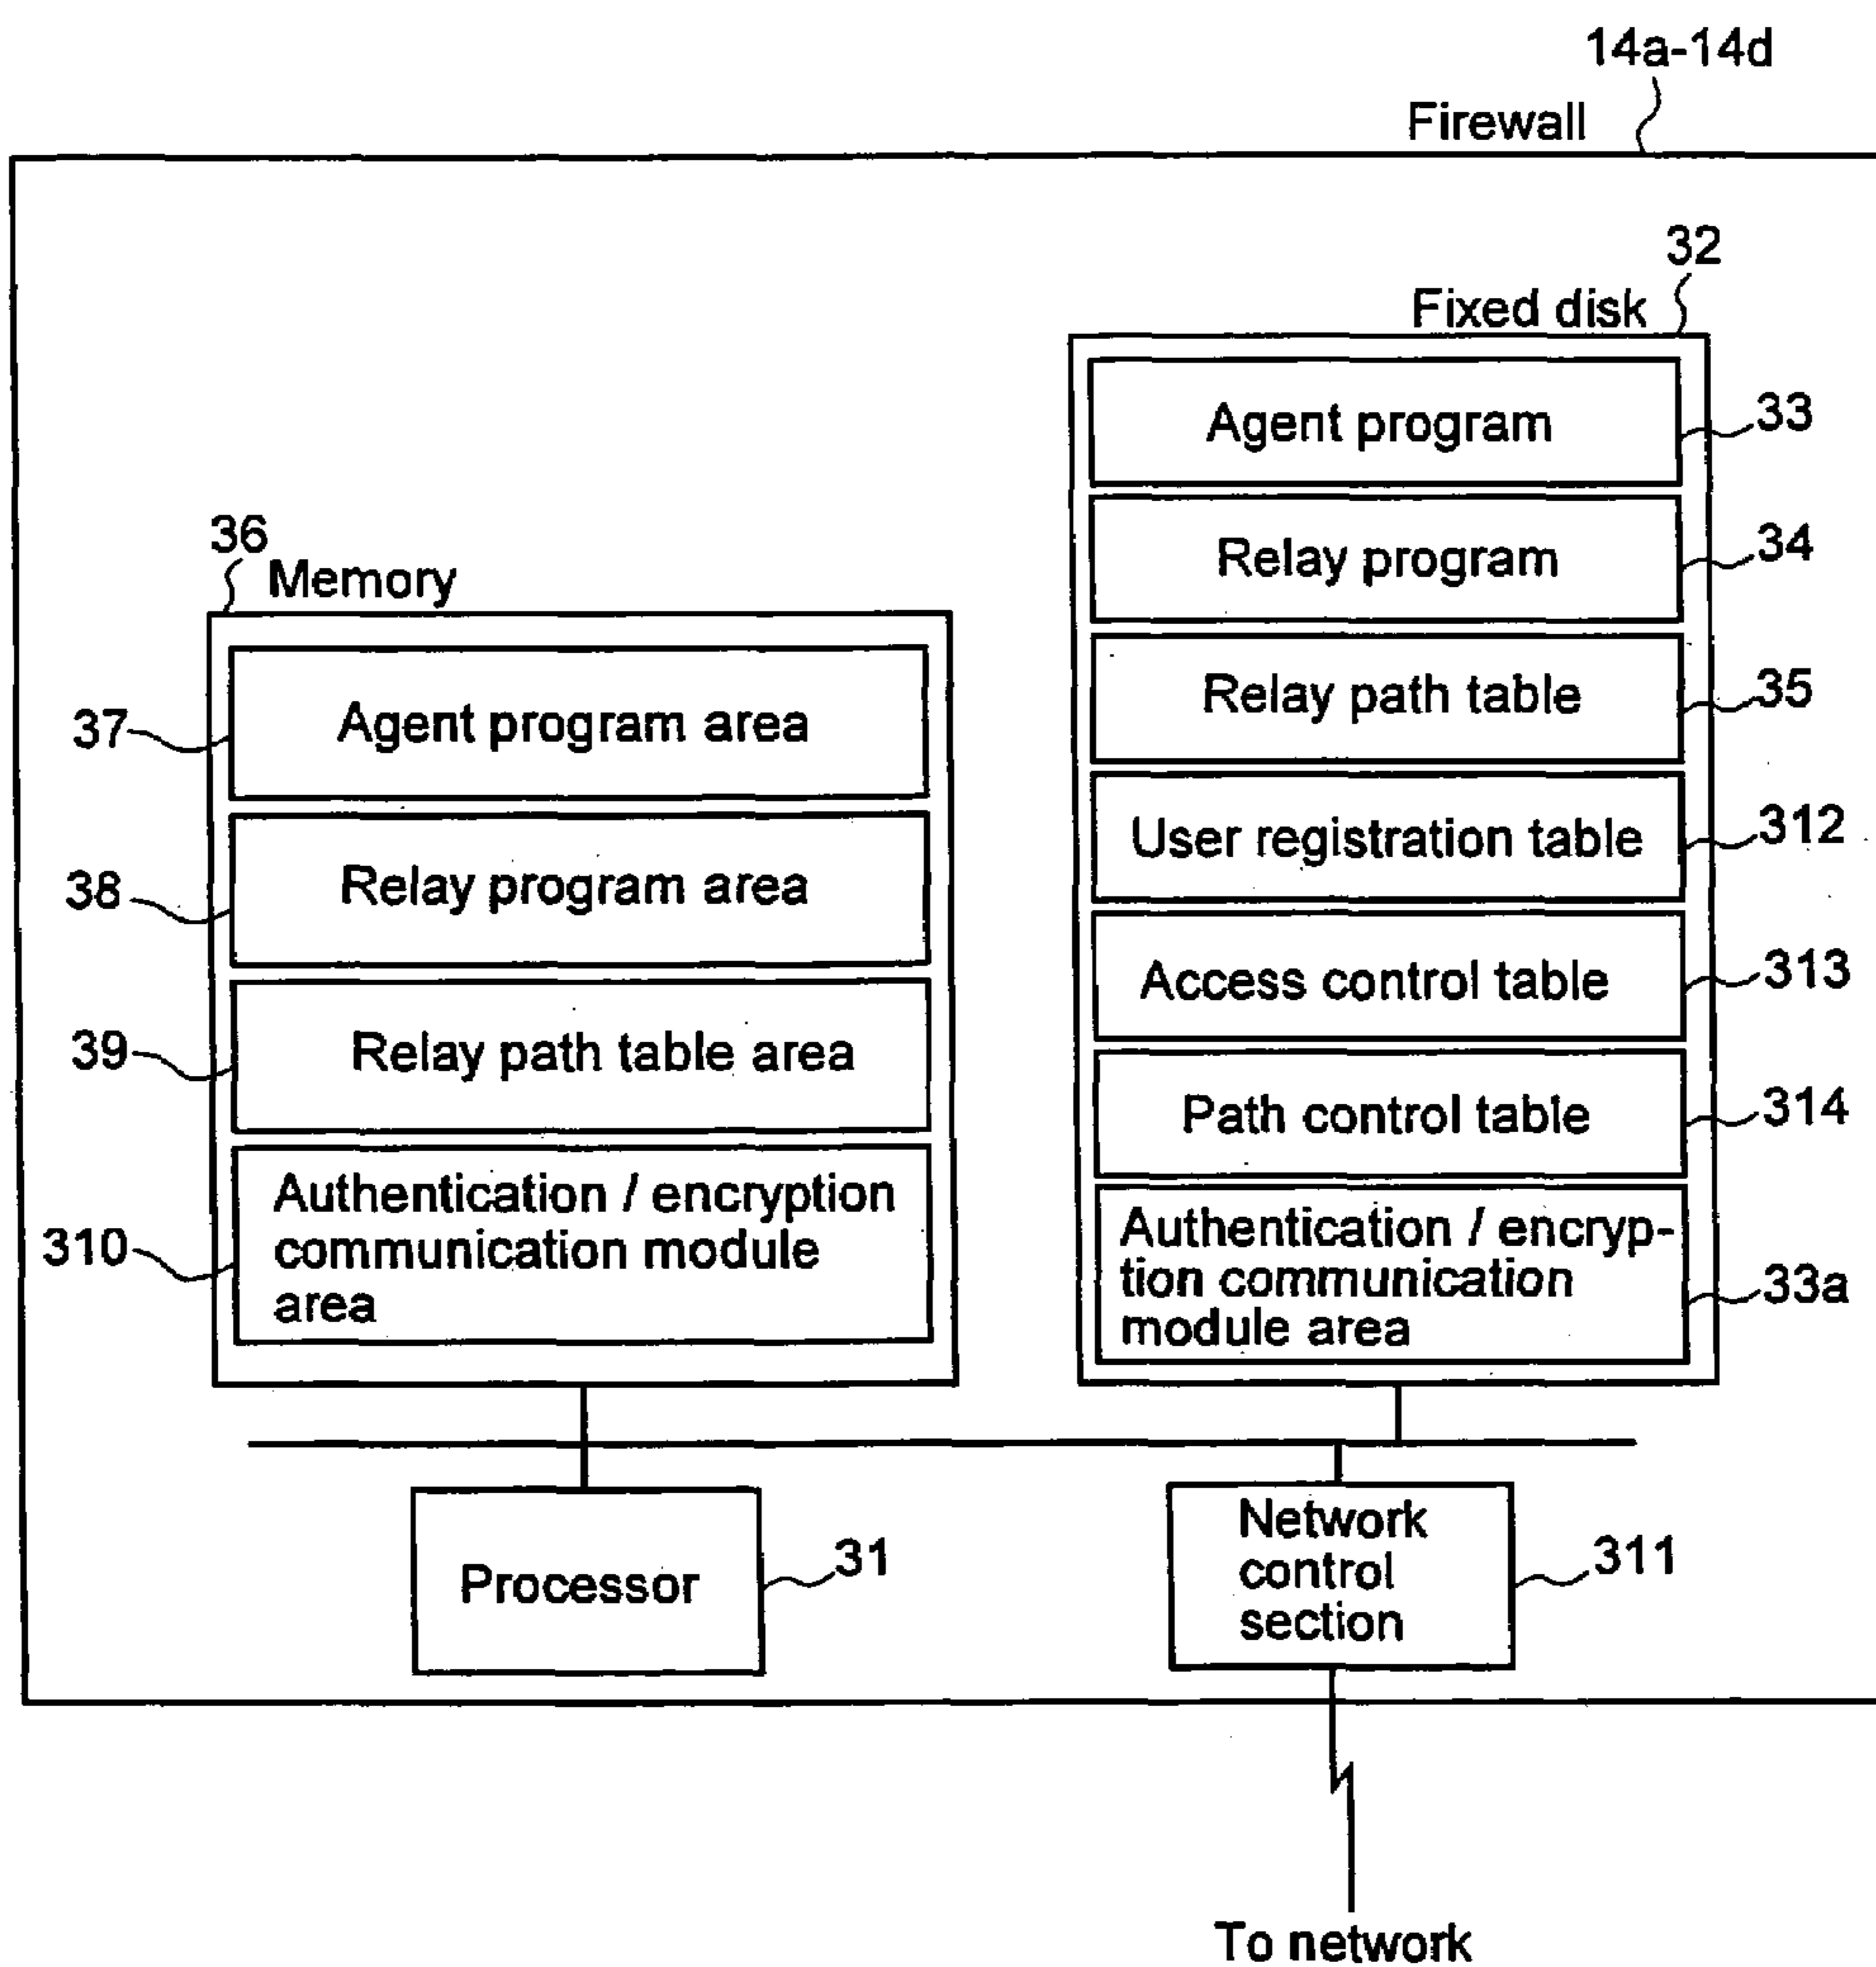 14a-14d
Firewall
32
Fixed disk
Agent program
33
Relay program
34
Relay path table
35
User registration table
312
Access control table
313
Path control table
314
Authentication / encryp-
tion communication
module area
33a
36
Memory
37
Agent program area
38
Relay program area
39
Relay path table area
310
Authentication / encryption
communication module
area
Processor
31
Network
control
section
311
To network